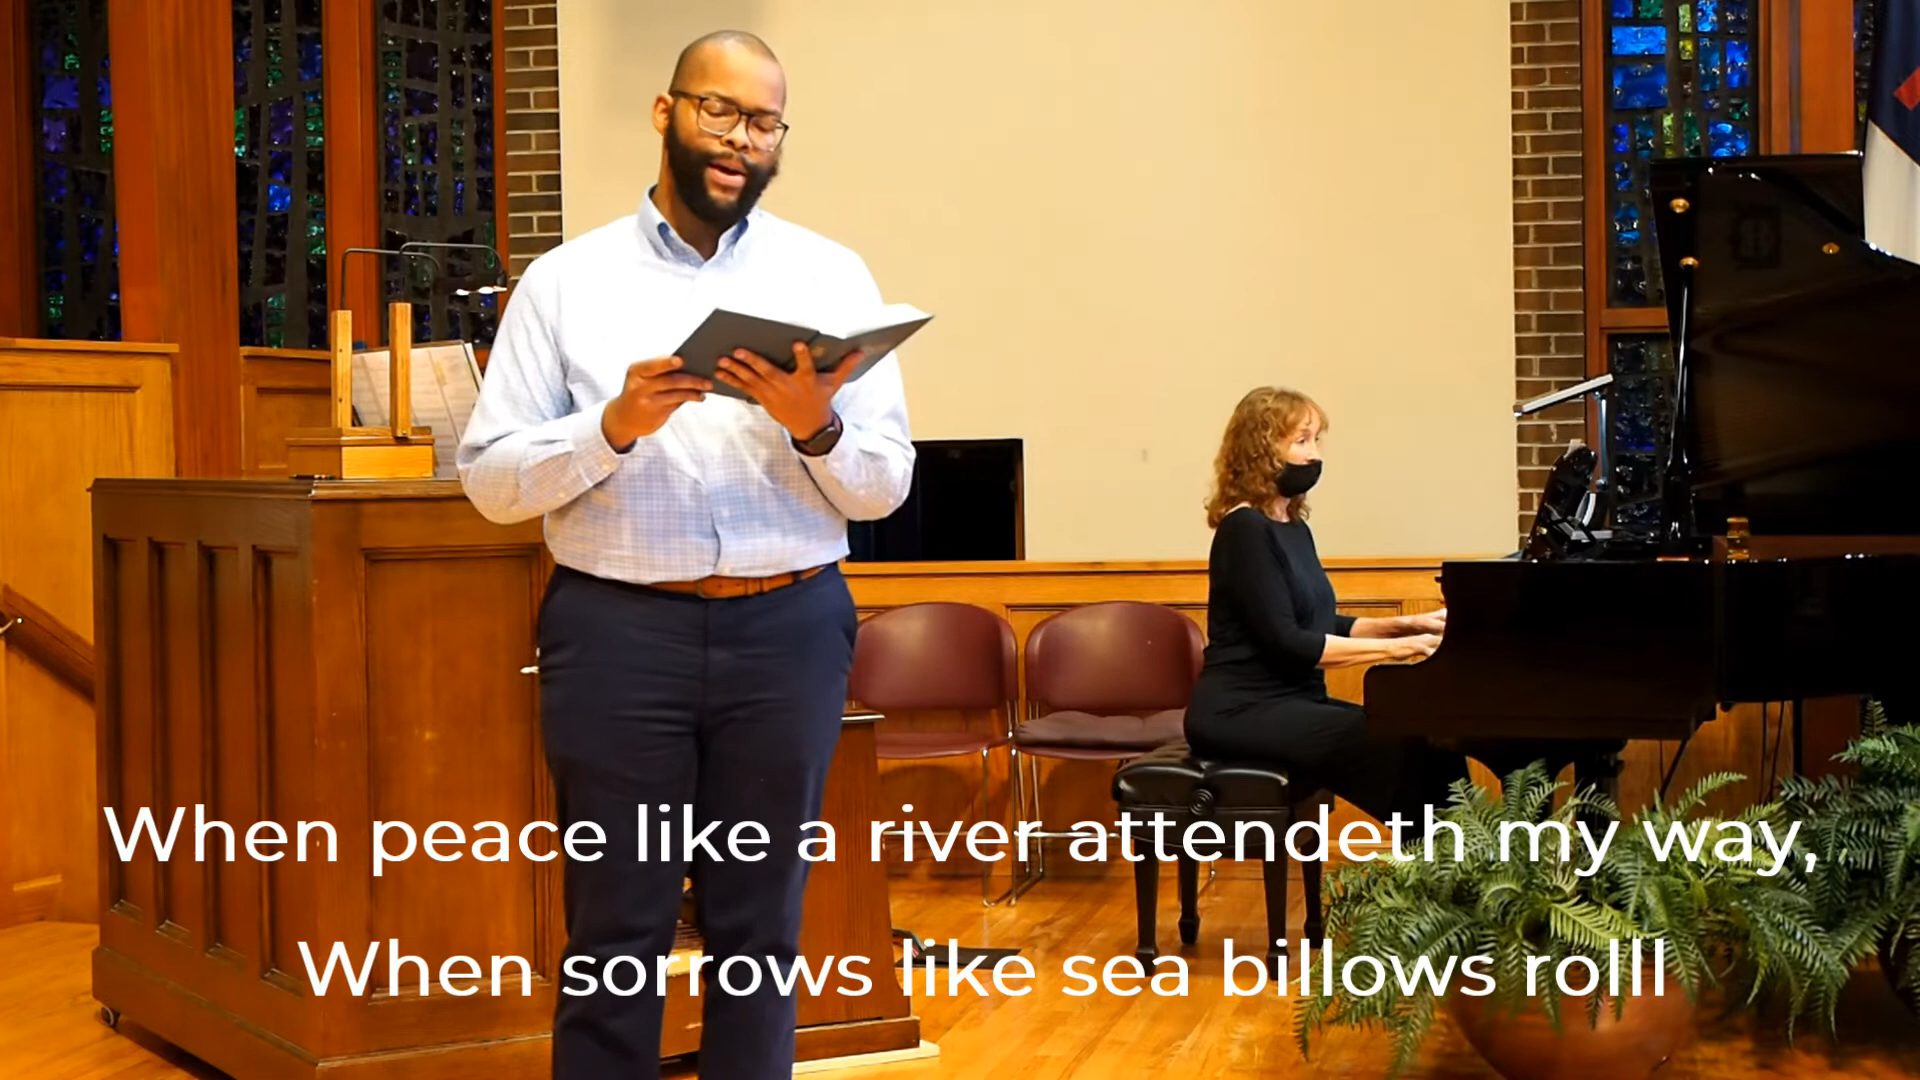 When peace like a river attendeth my way,
When sorrows like sea billows rolll